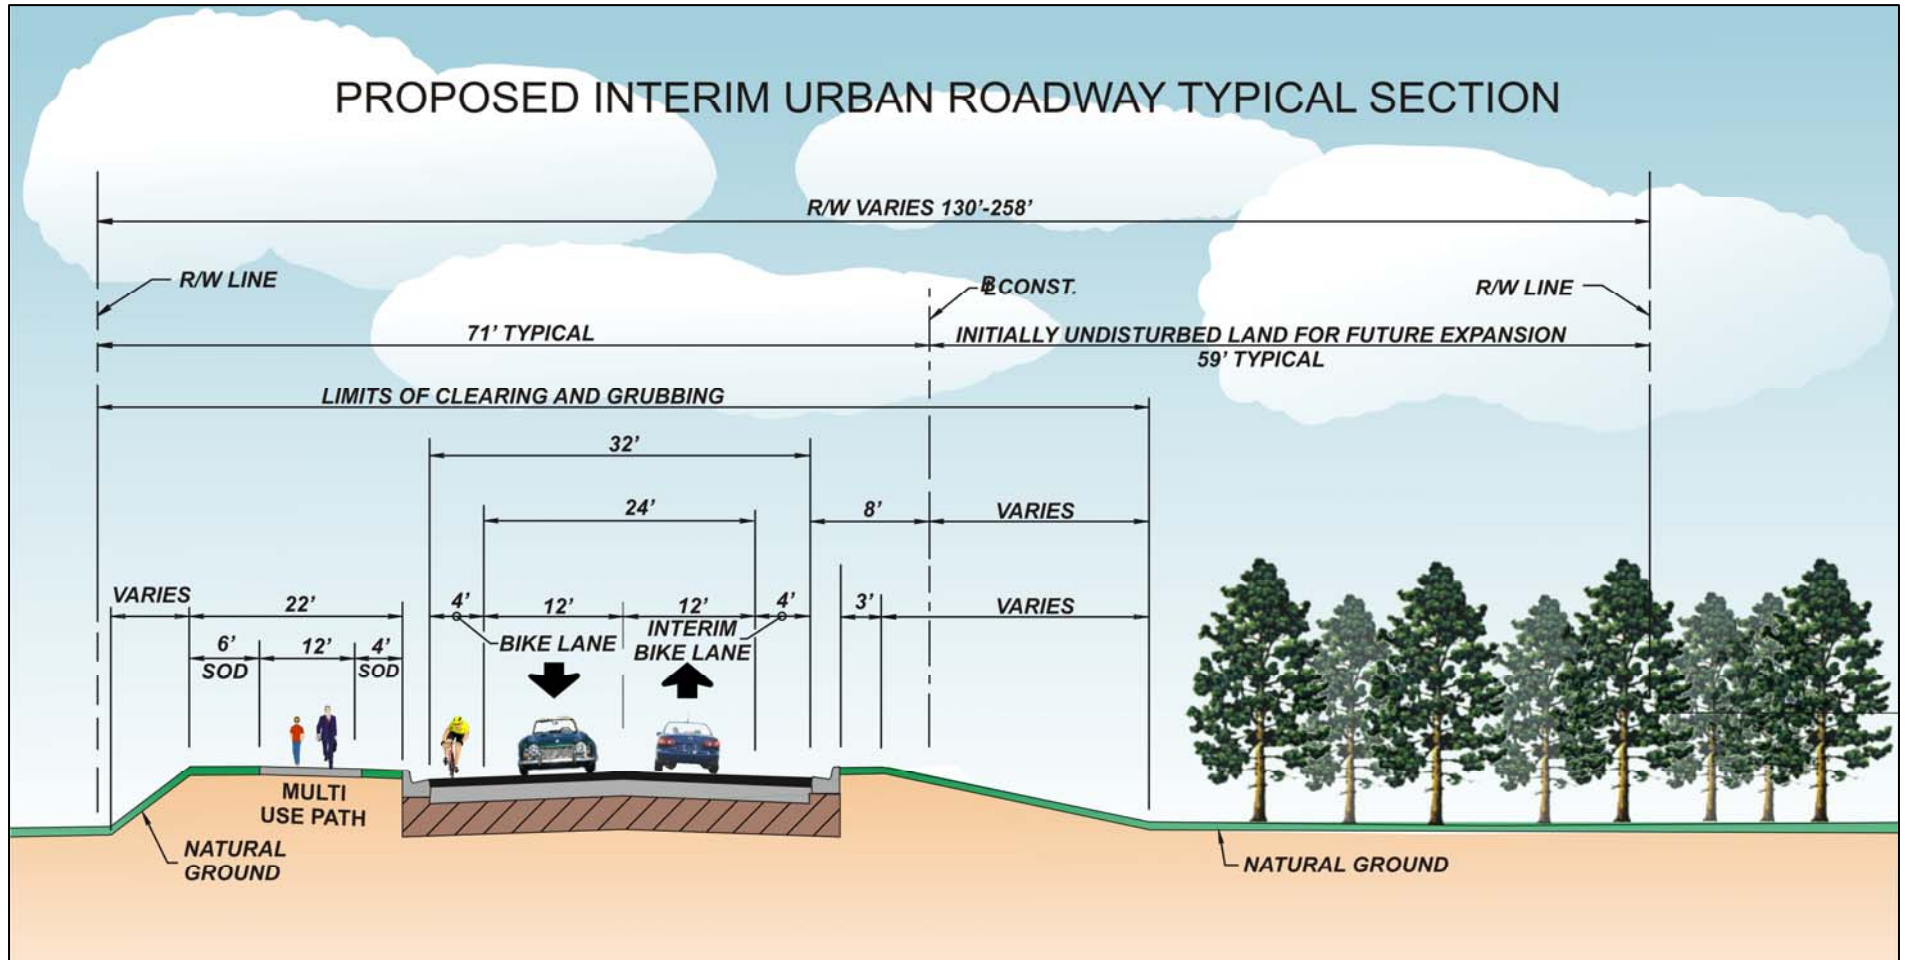 PROPOSED INTERIM URBAN ROADWAY TYPICAL SECTION
R/W VARIES 130'-258'
R/W LINE
BL CONST.
R/W LINE
71' TYPICAL
INITIALLY UNDISTURBED LAND FOR FUTURE EXPANSION
59' TYPICAL
LIMITS OF CLEARING AND GRUBBING
32'
24'
8'
VARIES
VARIES
22'
4'
12'
12'
4'
3'
VARIES
BIKE LANE
INTERIM
BIKE LANE
6'
SOD
12'
4'
SOD
MULTI
USE PATH
NATURAL
GROUND
NATURAL GROUND